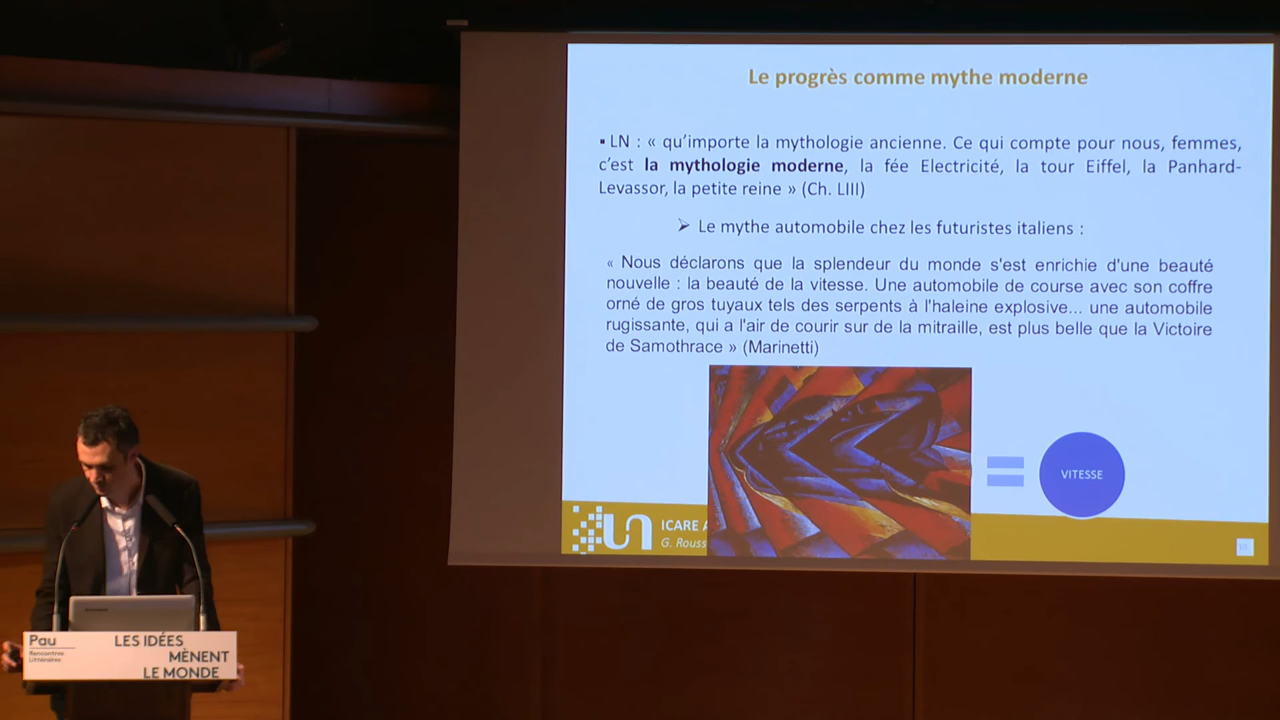 Le progrès comme mythe moderne
▪ LN : « qu'importe la mythologie ancienne. Ce qui compte pour nous, femmes,
c'est la mythologie moderne, la fée Electricité, la tour Eiffel, la Panhard-
Levassor, la petite reine » (Ch. LIII)
➢ Le mythe automobile chez les futuristes italiens :
« Nous déclarons que la splendeur du monde s'est enrichie d'une beauté
nouvelle : la beauté de la vitesse. Une automobile de course avec son coffre
orné de gros tuyaux tels des serpents à l'haleine explosive... une automobile
rugissante, qui a l'air de courir sur de la mitraille, est plus belle que la Victoire
de Samothrace » (Marinetti)
VITESSE
UN
ICARE A
G. Rouss
Pau
Rencontres
Littéraires
LES IDÉES
MÈNENT
LE MONDE